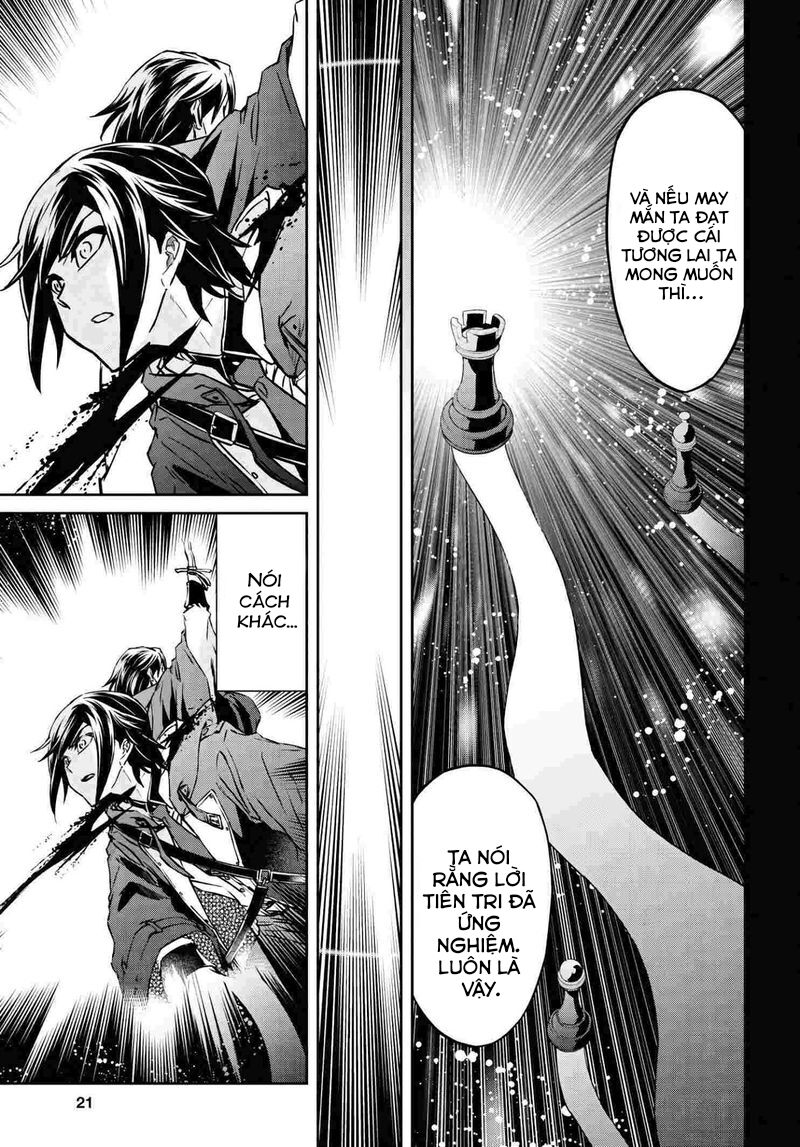 VÀ NẾU MAY
MẮN TA ĐẠT
ĐƯỢC CÁI
TƯƠNG LAI TA
MONG MUỐN
THÌ...
TA NÓI
RẰNG LỜI
TIÊN TRI ĐÃ
ỨNG
NGHIỆM.
LUÔN LÀ
VẬY.
NÓI
CÁCH
KHÁC...
21